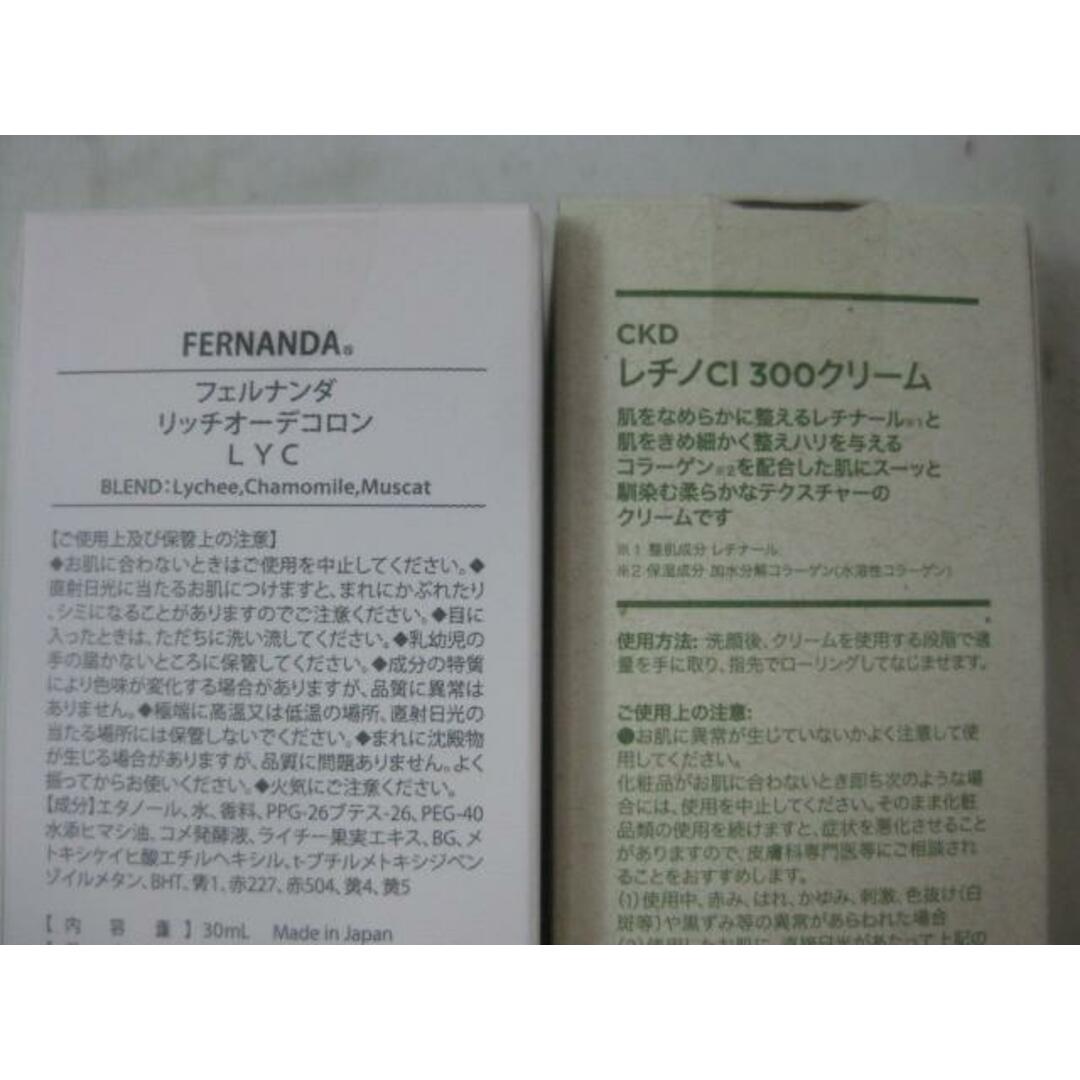 FERNANDA®
フェルナンダ
リッチオーデコロン
LYC
BLEND:Lychee,Chamomile,Muscat
【ご使用上及び保管上の注意】
◆お肌に合わないときはご使用を中止してください。◆
直射日光に当たるお肌につけますと、まれにかぶれたり
、シミになることがありますのでご注意ください。◆目に
入ったときは、ただちに洗い流してください。◆乳幼児の
手の届かないところに保管してください。◆成分の特質
により色味が変化する場合がありますが、品質に異常は
ありません。◆極端に高温又は低温の場所、直射日光の
当たる場所には保管しないでください。◆まれに沈殿物
が生じる場合がありますが、品質に問題ありません。よく
振ってからお使いください。◆火気にご注意ください。
【成分】エタノール、水、香料、PPG-26ブテス-26、PEG-40
水添ヒマシ油、コメ発酵液、ライチー果実エキス、BG、メ
トキシケイヒ酸エチルヘキシル、t-ブチルメトキシジベン
ゾイルメタン、BHT、青1、赤227、赤504、黄4、黄5
【内 容 量】30mL Made in Japan
CKD
レチノCI 300クリーム
肌をなめらかに整えるレチナール※1と
肌をきめ細かく整えハリを与える
コラーゲン※2を配合した肌にスーッと
馴染む柔らかなテクスチャーの
クリームです
※1 整肌成分 レチナール
※2 保湿成分 加水分解コラーゲン(水溶性コラーゲン)
使用方法: 洗顔後、クリームを使用する段階で適
量を手に取り、指先でローリングしてなじませます。
ご使用上の注意:
●お肌に異常が生じていないかよく注意して使
用してください。
化粧品がお肌に合わないとき即ち次のような場
合には、使用を中止してください。そのまま化粧
品類の使用を続けますと、症状を悪化させること
がありますので、皮膚科専門医等にご相談され
ることをおすすめします。
(1)使用中、赤み、はれ、かゆみ、刺激、色抜け(白
斑等)や黒ずみ等の異常があらわれた場合
(2)使用したお肌に、直接日光があたって上記の